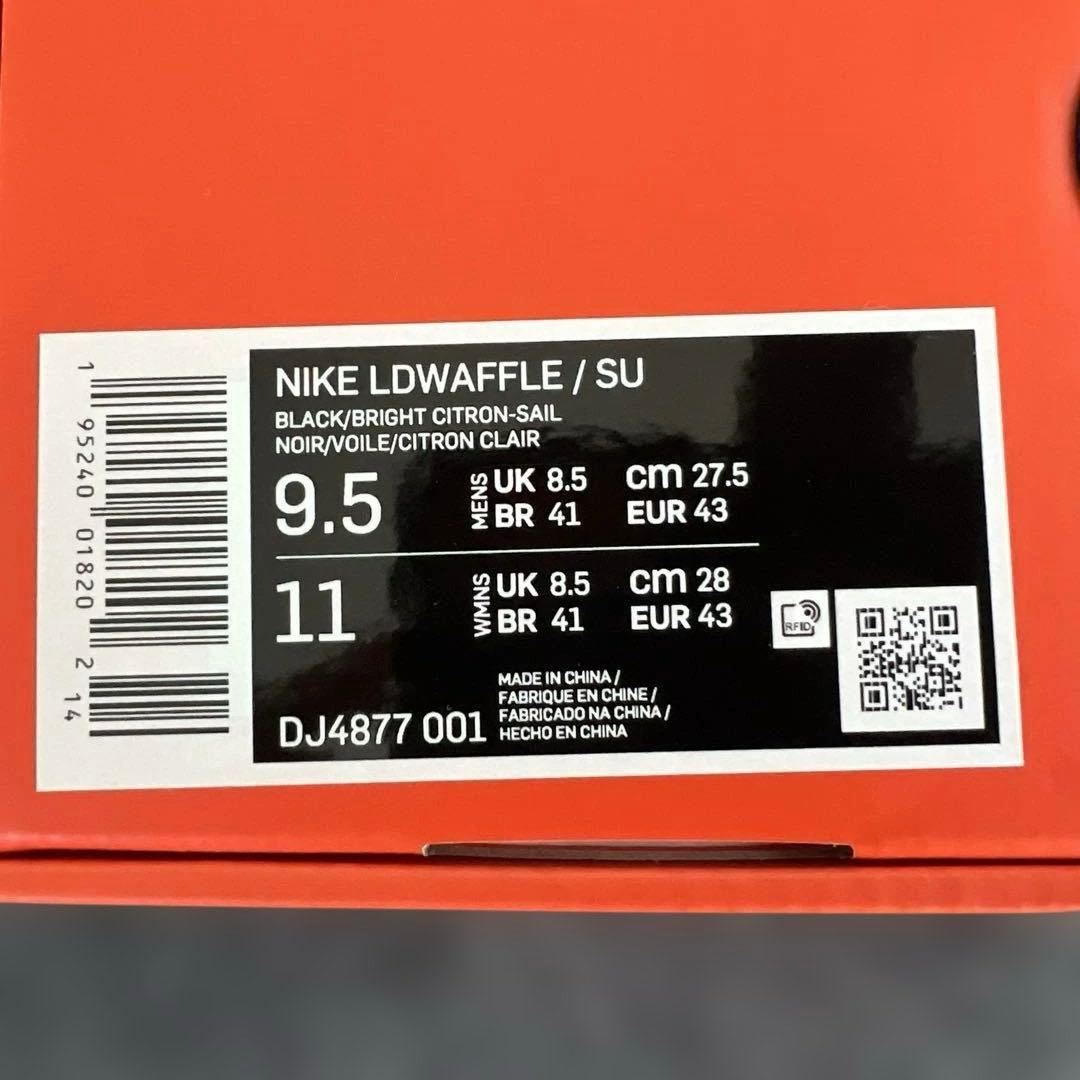 NIKE LDWAFFLE / SU
BLACK/BRIGHT CITRON-SAIL
NOIR/VOILE/CITRON CLAIR
9.5 MENS UK 8.5 cm 27.5
BR 41 EUR 43
11 WMNS UK 8.5 cm 28
BR 41 EUR 43
RFID
MADE IN CHINA /
FABRIQUE EN CHINE /
FABRICADO NA CHINA /
HECHO EN CHINA
DJ4877 001
1 95240 01820 2 14